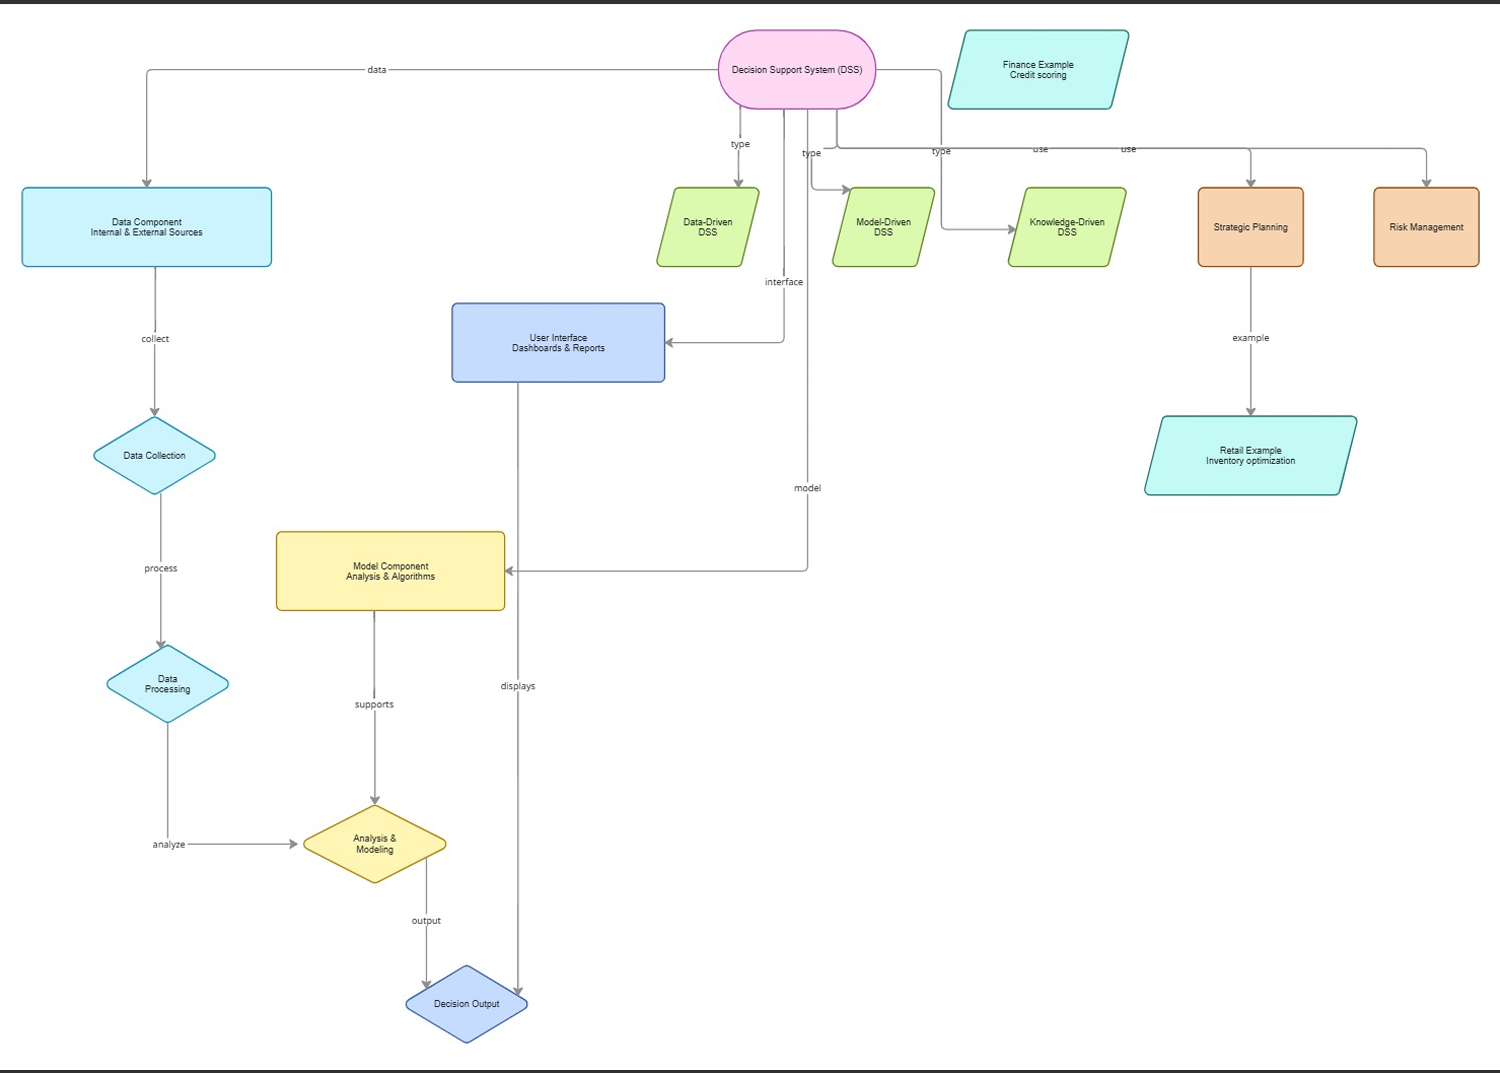 Decision Support System (DSS)
Finance Example
Credit scoring
data
type
type
type
use
use
Data Component
Internal & External Sources
Data-Driven
DSS
Model-Driven
DSS
Knowledge-Driven
DSS
Strategic Planning
Risk Management
interface
User Interface
Dashboards & Reports
collect
example
Data Collection
Retail Example
Inventory optimization
model
process
Model Component
Analysis & Algorithms
Data
Processing
displays
supports
analyze
Analysis &
Modeling
output
Decision Output